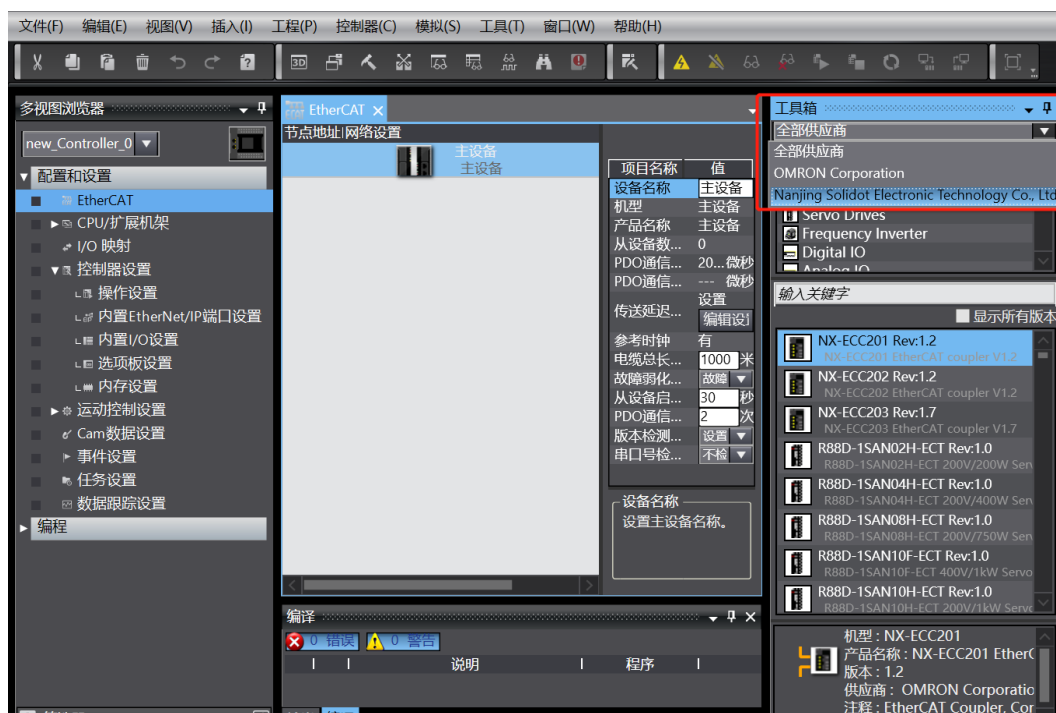 文件(F) 编辑(E) 视图(V) 插入(I) 工程(P) 控制器(C) 模拟(S) 工具(T) 窗口(W) 帮助(H)
多视图浏览器
new_Controller_0
配置和设置
EtherCAT
CPU/扩展机架
I/O 映射
控制器设置
操作设置
内置EtherNet/IP端口设置
内置I/O设置
选项板设置
内存设置
运动控制设置
Cam数据设置
事件设置
任务设置
数据跟踪设置
编程
EtherCAT
节点地址|网络设置
主设备
主设备
项目名称 值
设备名称 主设备
机型 主设备
产品名称 主设备
从设备数... 0
PDO通信... 20...微秒
PDO通信... --- 微秒
传送延迟... 设置
编辑设
参考时钟 有
电缆总长... 1000 米
故障弱化... 故障
从设备启... 30 秒
PDO通信... 2 次
版本检测... 设置
串口号检... 不检
设备名称
设置主设备名称。
编译
0 错误 0 警告
说明 程序
工具箱
全部供应商
全部供应商
OMRON Corporation
Nanjing Solidot Electronic Technology Co., Ltd
Servo Drives
Frequency Inverter
Digital IO
Analog IO
输入关键字
显示所有版本
NX-ECC201 Rev:1.2
NX-ECC201 EtherCAT coupler V1.2
NX-ECC202 Rev:1.2
NX-ECC202 EtherCAT coupler V1.2
NX-ECC203 Rev:1.7
NX-ECC203 EtherCAT coupler V1.7
R88D-1SAN02H-ECT Rev:1.0
R88D-1SAN02H-ECT 200V/200W Serv
R88D-1SAN04H-ECT Rev:1.0
R88D-1SAN04H-ECT 200V/400W Serv
R88D-1SAN08H-ECT Rev:1.0
R88D-1SAN08H-ECT 200V/750W Serv
R88D-1SAN10F-ECT Rev:1.0
R88D-1SAN10F-ECT 400V/1kW Servo
R88D-1SAN10H-ECT Rev:1.0
R88D-1SAN10H-ECT 200V/1kW Servo
机型 : NX-ECC201
产品名称 : NX-ECC201 EtherC
版本 : 1.2
供应商 : OMRON Corporatio
注释 : EtherCAT Coupler, Cor